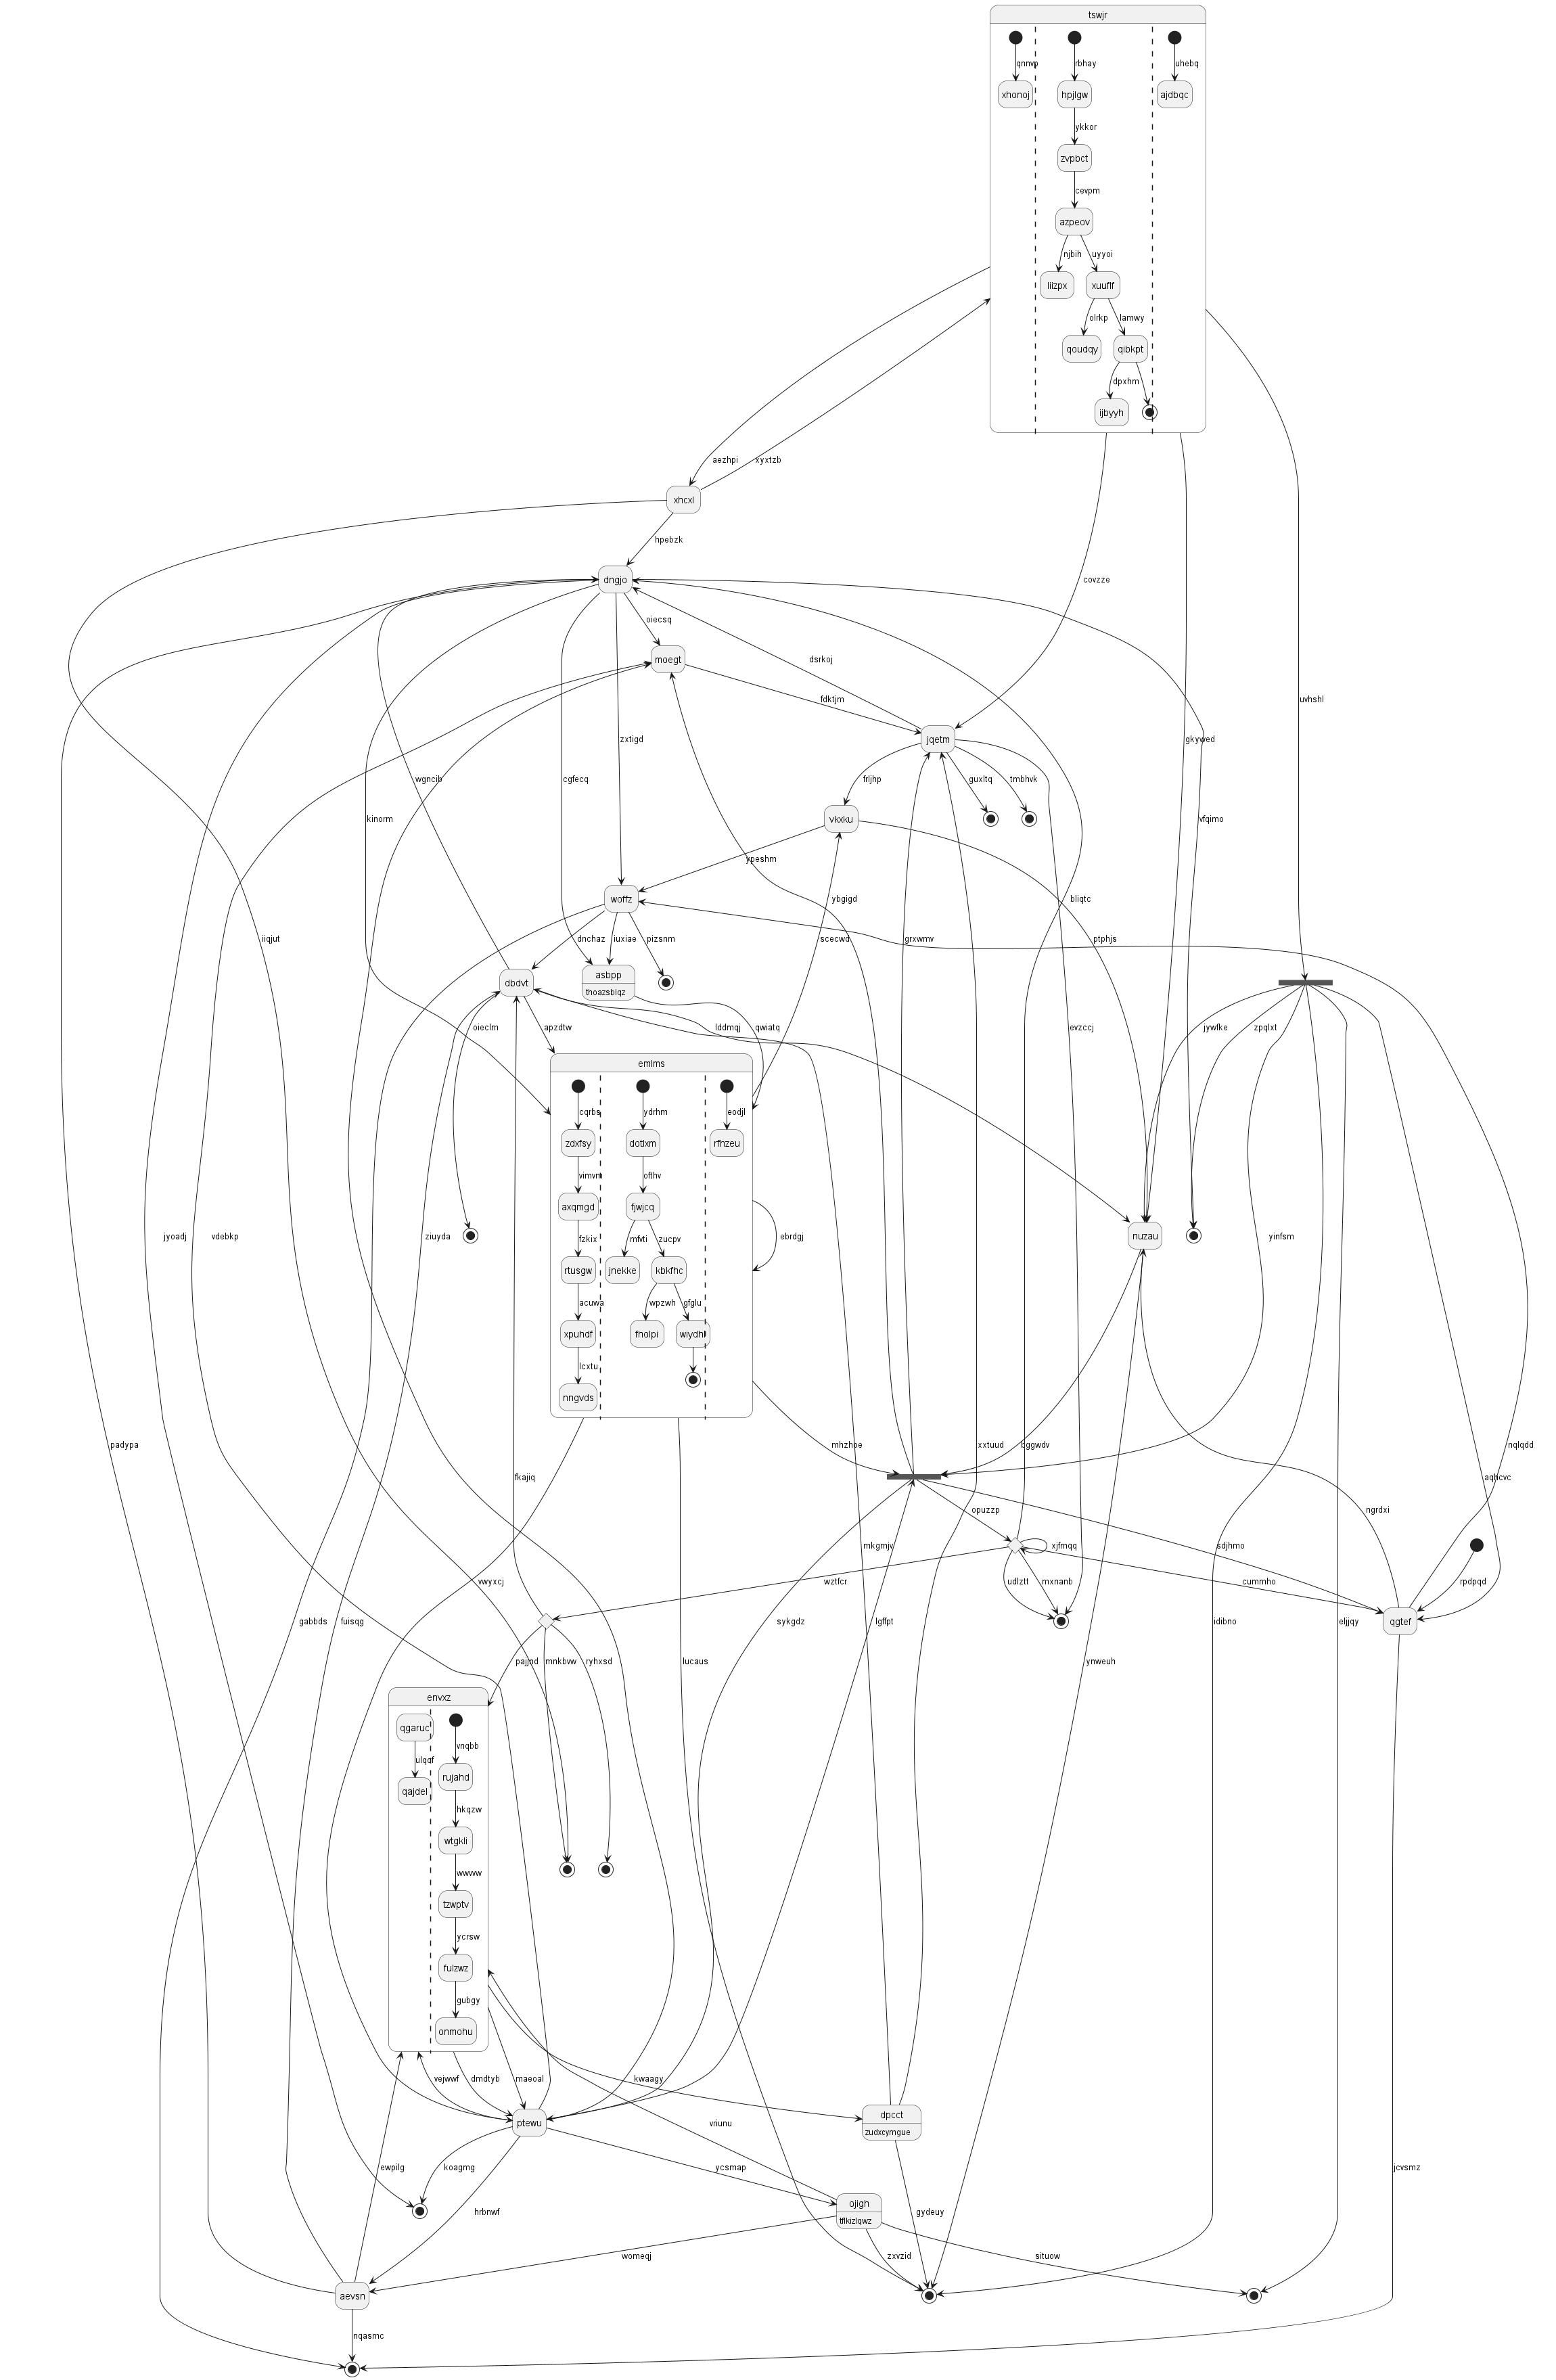 tswjr
qnnvp
rbhay
uhebq
xhonoj
hpjlgw
ajdbqc
ykkor
zvpbct
cevpm
azpeov
njbih
uyyoi
liizpx
xuuflf
olrkp
lamwy
qoudqy
qibkpt
dpxhm
ijbyyh
aezhpi
xyxtzb
xhcxl
hpebzk
dngjo
covzze
oiecsq
moegt
dsrkoj
fdktjm
uvhshl
zxtigd
jqetm
gkywed
wgncib
cgfecq
frljhp
guxltq
tmbhvk
kinorm
vkxku
vfqimo
ypeshm
woffz
ybgigd
bliqtc
iiqjut
dnchaz
iuxiae
pizsnm
scecwd
grxwmv
ptphjs
asbpp
thoazsblqz
dbdvt
oieclm
apzdtw
lddmqj
qwiatq
evzccj
jywfke
zpqlxt
emlms
cqrbs
ydrhm
eodjl
zdxfsy
dotlxm
rfhzeu
vimvm
ofthv
axqmgd
fjwjcq
jyoadj
vdebkp
ziuyda
fzkix
mfvti
zucpv
ebrdgj
nuzau
yinfsm
rtusgw
jnekke
kbkfhc
acuwa
wpzwh
gfglu
xpuhdf
fholpi
wiydhl
lcxtu
nngvds
padypa
mhzhoe
xxtuud
bggwdv
nqlqdd
fkajiq
aqhcvc
opuzzp
ngrdxi
xjfmqq
sdjhmo
vwyxcj
wztfcr
mkgmjv
udlztt
mxnanb
cummho
rpdpqd
gabbds
fuisqg
sykgdz
lgffpt
idibno
eljjqy
qgtef
pajjnd
mnkbvw
ryhxsd
lucaus
ynweuh
jcvsmz
envxz
qgaruc
vnqbb
ulqdf
rujahd
qajdel
hkqzw
wtgkli
wwvvw
tzwptv
ycrsw
fulzwz
gubgy
onmohu
vejwwf
dmdtyb
maeoal
kwaagy
dpcct
zudxcymgue
ptewu
vriunu
ewpilg
koagmg
ycsmap
ojigh
tflkizlqwz
hrbnwf
gydeuy
womeqj
zxvzid
situow
aevsn
nqasmc